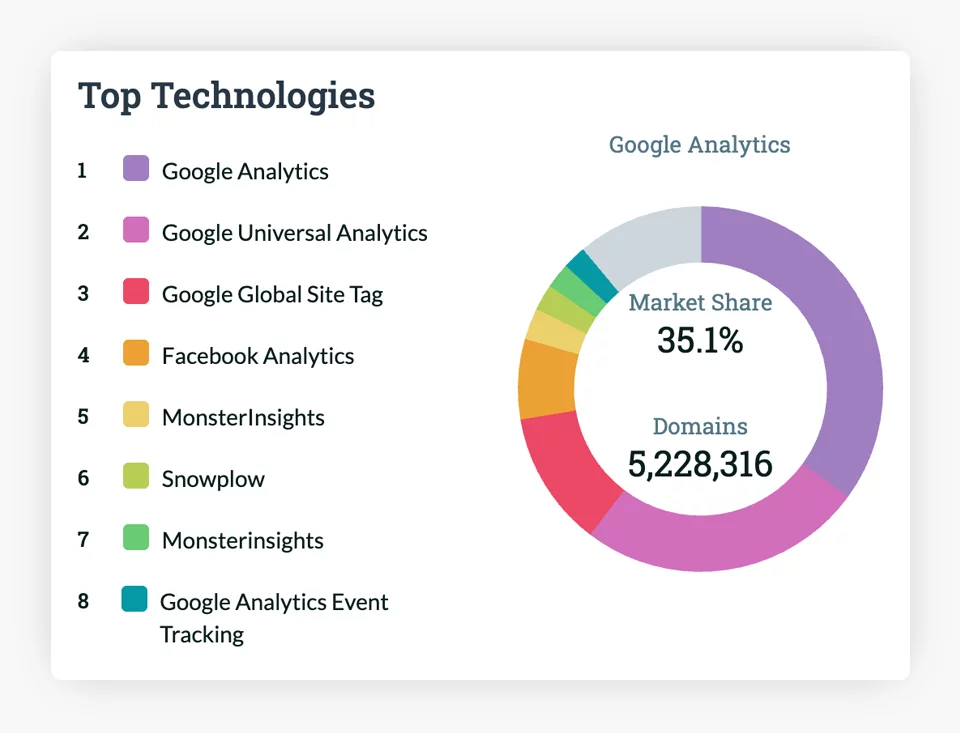 Top Technologies
1 Google Analytics
2 Google Universal Analytics
3 Google Global Site Tag
4 Facebook Analytics
5 MonsterInsights
6 Snowplow
7 Monsterinsights
8 Google Analytics Event
Tracking
Google Analytics
Market Share
35.1%
Domains
5,228,316